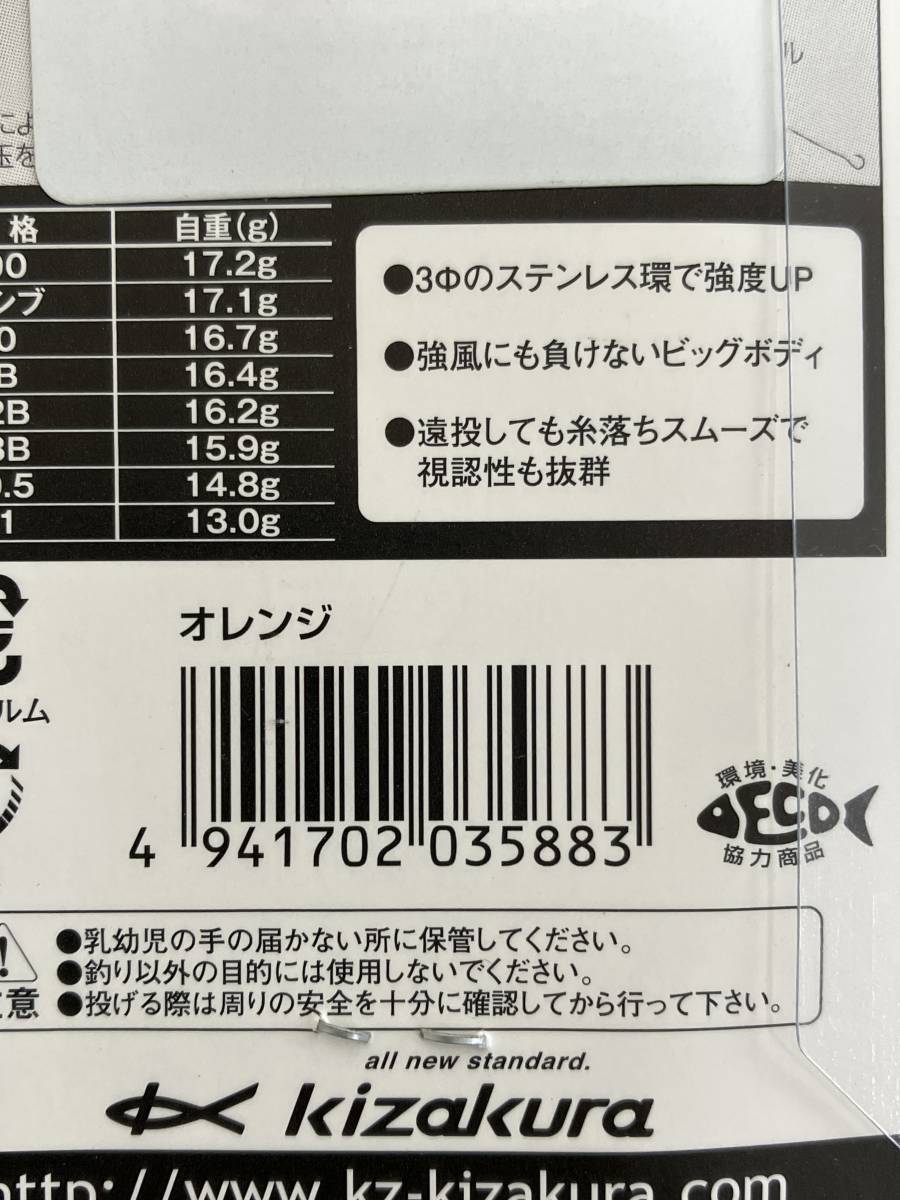 ル
によ
玉を
格 自重(g)
00 17.2g
ンブ 17.1g
0 16.7g
B 16.4g
2B 16.2g
3B 15.9g
0.5 14.8g
1 13.0g
●3Φのステンレス環で強度UP
●強風にも負けないビッグボディ
●遠投しても糸落ちスムーズで
視認性も抜群
オレンジ
ルム
4 941702 035883
環境・美化
DECO
協力商品
!
注意
●乳幼児の手の届かない所に保管してください。
●釣り以外の目的には使用しないでください。
●投げる際は周りの安全を十分に確認してから行って下さい。
all new standard.
kizakura
http://www.kz-kizakura.com